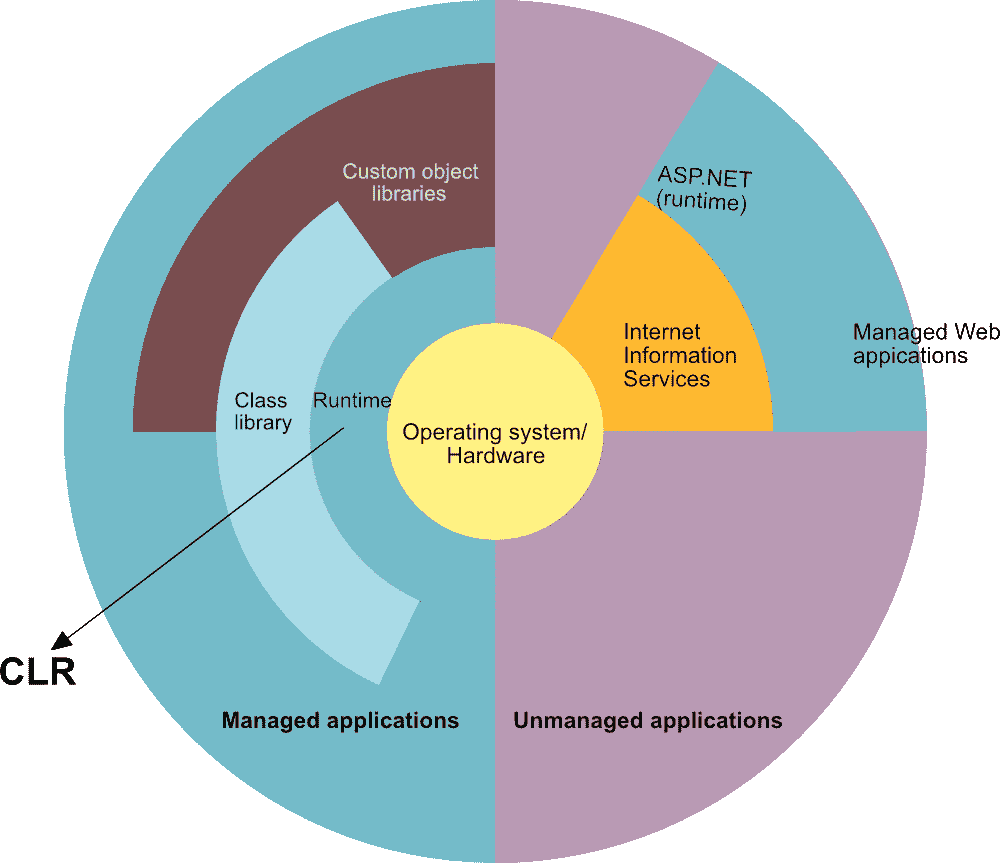 Custom object
libraries
ASP.NET
(runtime)
Internet
Information
Services
Managed Web
appications
Class
library
Runtime
Operating system/
Hardware
CLR
Managed applications
Unmanaged applications